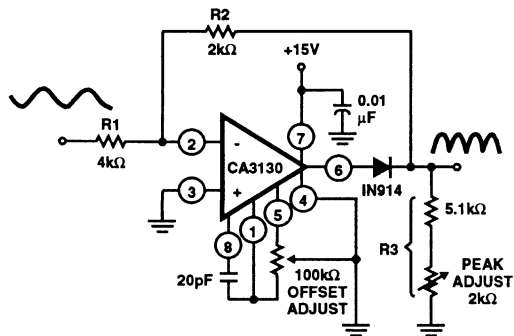 R2
2kΩ
+15V
0.01
μF
R1
4kΩ
2
-
7
CA3130
6
IN914
3
+
5
4
8
1
20pF
100kΩ
OFFSET
ADJUST
5.1kΩ
R3
PEAK
ADJUST
2kΩ